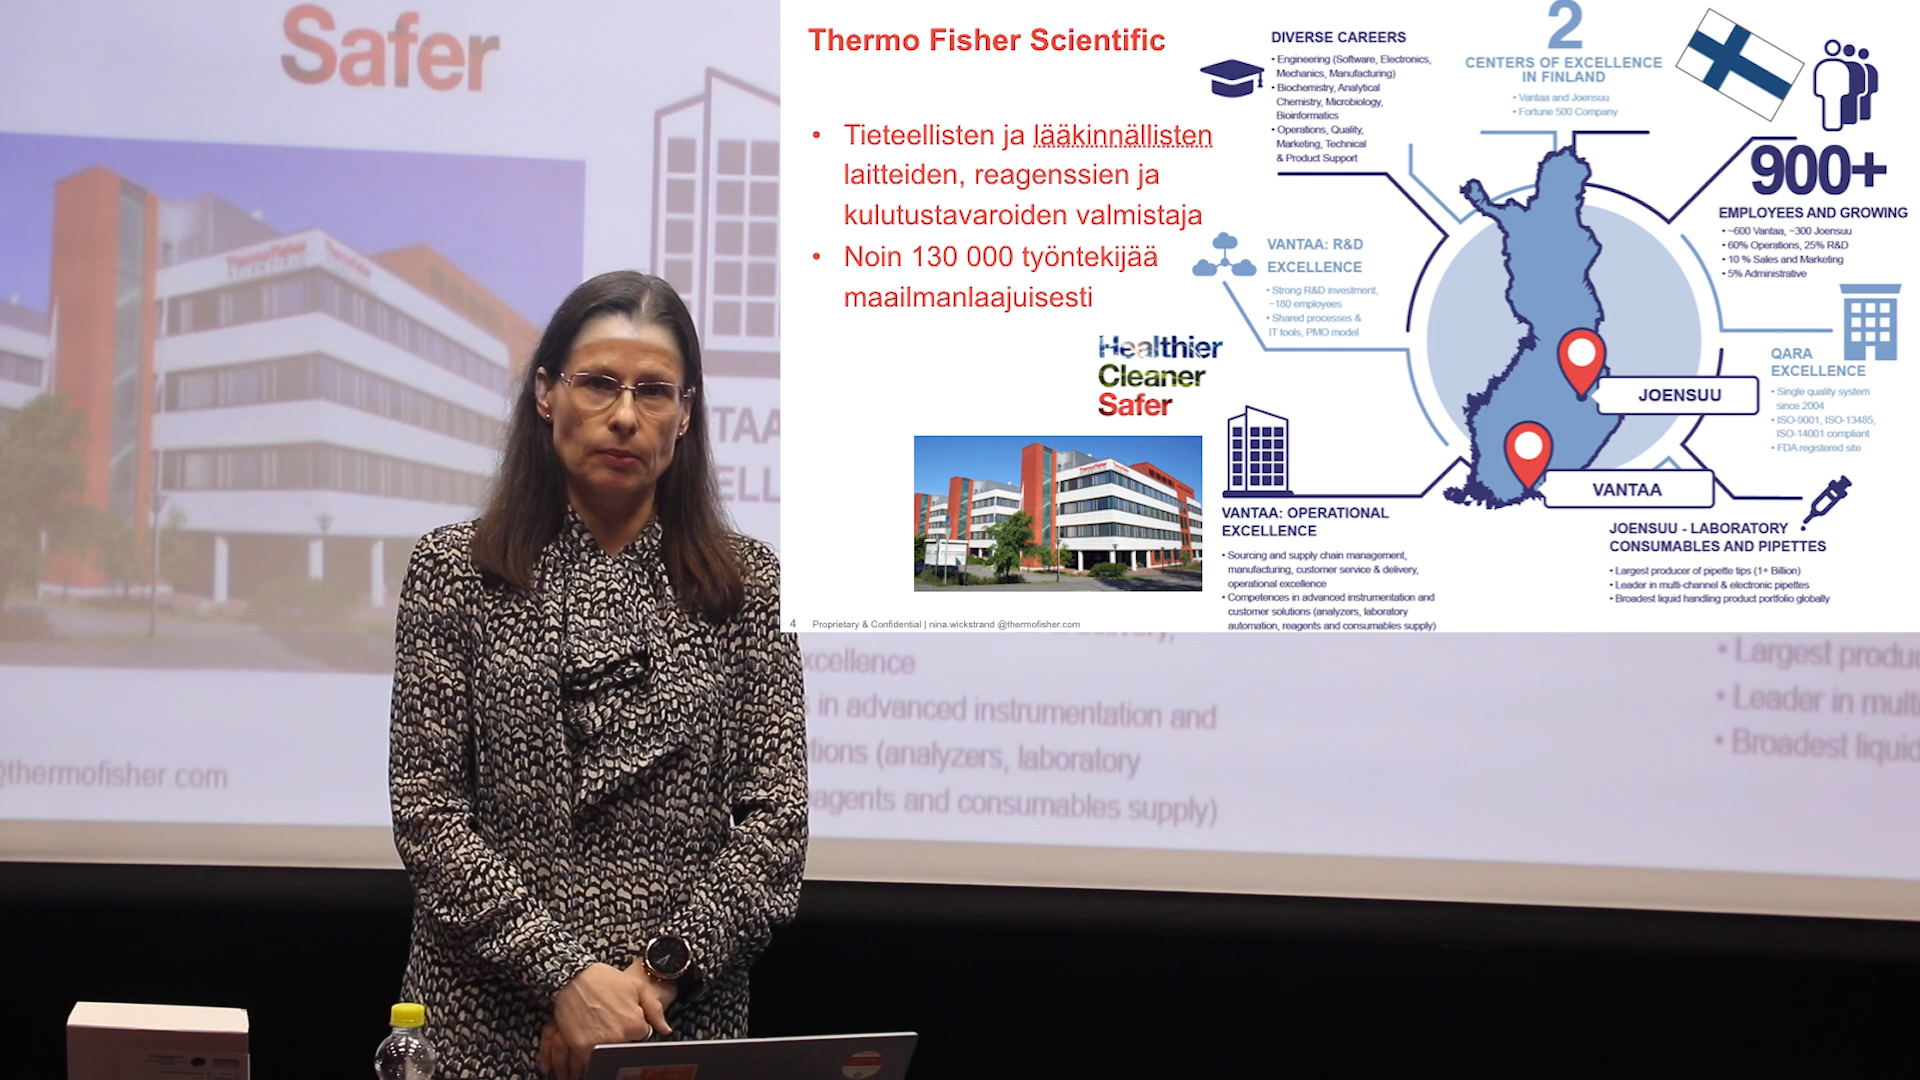 Safer
Thermo Fisher Scientific
• Tieteellisten ja lääkinnällisten
laitteiden, reagenssien ja
kulutustavaroiden valmistaja
• Noin 130 000 työntekijää
maailmanlaajuisesti
Healthier
Cleaner
Safer
DIVERSE CAREERS
• Engineering (Software, Electronics,
Mechanics, Manufacturing)
• Biochemistry, Analytical
Chemistry, Microbiology,
Bioinformatics
• Operations, Quality,
Marketing, Technical
& Product Support
2
CENTERS OF EXCELLENCE
IN FINLAND
• Vantaa and Joensuu
• Fortune 500 Company
900+
EMPLOYEES AND GROWING
• ~600 Vantaa, ~300 Joensuu
• 60% Operations, 25% R&D
• 10 % Sales and Marketing
• 5% Administrative
VANTAA: R&D
EXCELLENCE
• Strong R&D investment,
~180 employees
• Shared processes &
IT tools, PMO model
QARA
EXCELLENCE
• Single quality system
since 2004
• ISO-9001, ISO-13485,
ISO-14001 compliant
• FDA registered site
JOENSUU
VANTAA
ThermoFisher
VANTAA: OPERATIONAL
EXCELLENCE
• Sourcing and supply chain management,
manufacturing, customer service & delivery,
operational excellence
• Competences in advanced instrumentation and
customer solutions (analyzers, laboratory
automation, reagents and consumables supply)
JOENSUU - LABORATORY
CONSUMABLES AND PIPETTES
• Largest producer of pipette tips (1+ Billion)
• Leader in multi-channel & electronic pipettes
• Broadest liquid handling product portfolio globally
4 Proprietary & Confidential | nina.wickstrand @thermofisher.com
ThermoFisher
NTAA
ELL
delivery,
xcellence
s in advanced instrumentation and
tions (analyzers, laboratory
eagents and consumables supply)
@thermofisher.com
• Largest produ
• Leader in mult
• Broadest liquid